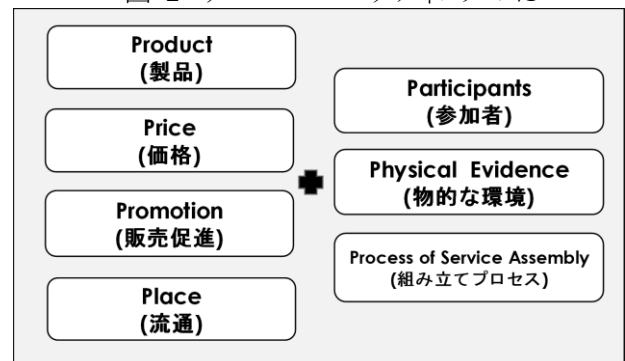 Product
(製品)
Price
(価格)
Promotion
(販売促進)
Place
(流通)
Participants
(参加者)
Physical Evidence
(物的な環境)
Process of Service Assembly
(組み立てプロセス)